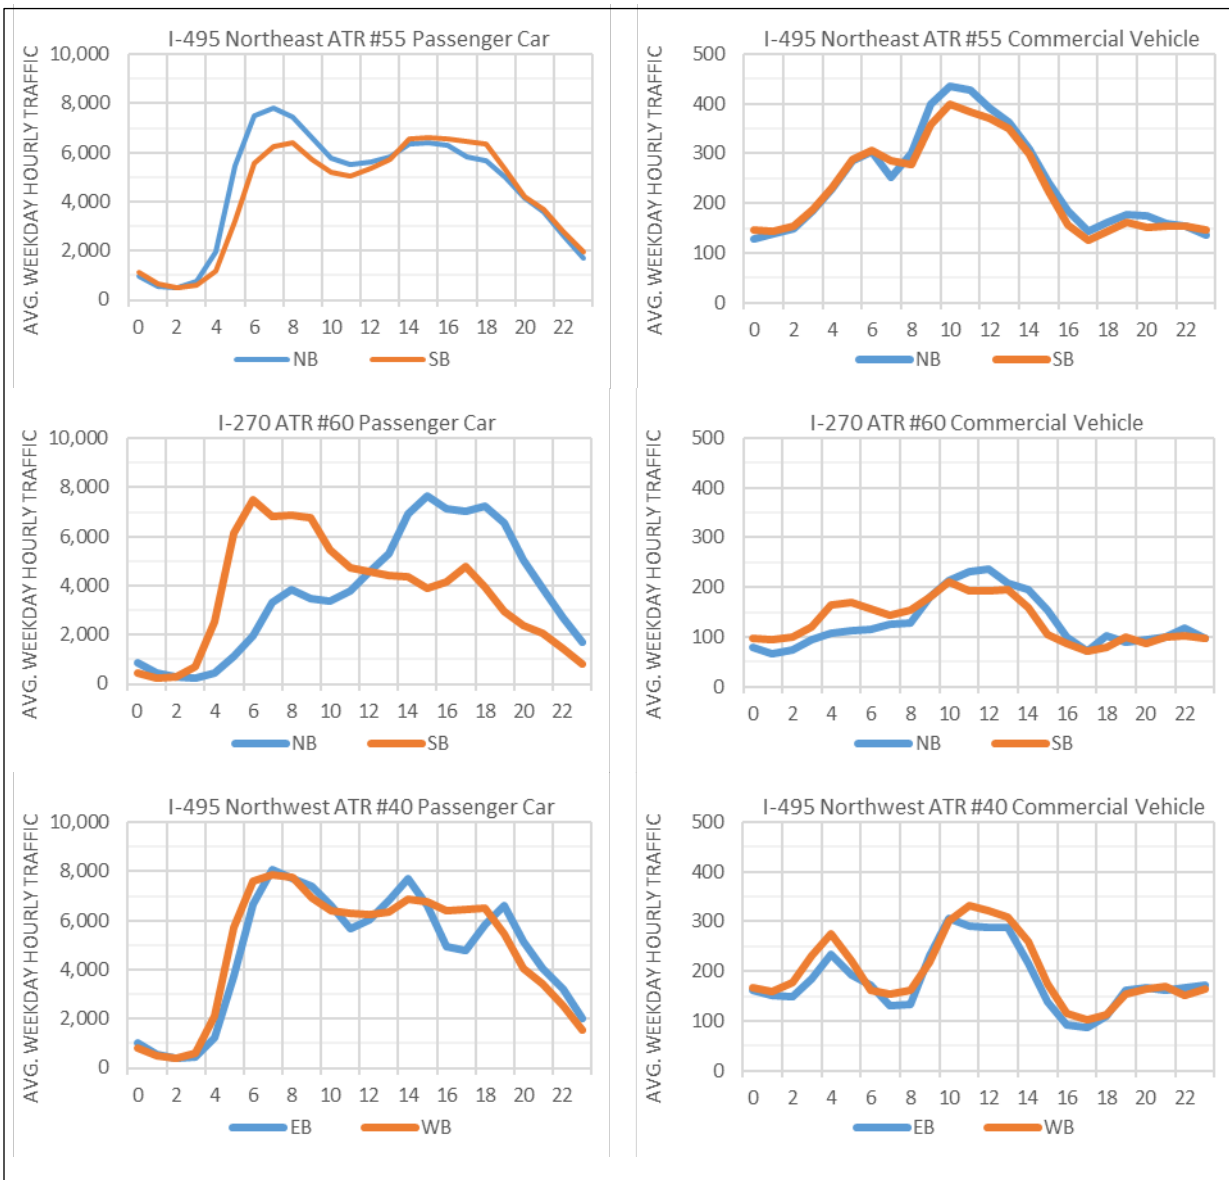 I-495 Northeast ATR #55 Passenger Car
AVG. WEEKDAY HOURLY TRAFFIC
10,000
8,000
6,000
4,000
2,000
0
0 2 4 6 8 10 12 14 16 18 20 22
NB SB
I-495 Northeast ATR #55 Commercial Vehicle
AVG. WEEKDAY HOURLY TRAFFIC
500
400
300
200
100
0
0 2 4 6 8 10 12 14 16 18 20 22
NB SB
I-270 ATR #60 Passenger Car
AVG. WEEKDAY HOURLY TRAFFIC
10,000
8,000
6,000
4,000
2,000
0
0 2 4 6 8 10 12 14 16 18 20 22
NB SB
I-270 ATR #60 Commercial Vehicle
AVG. WEEKDAY HOURLY TRAFFIC
500
400
300
200
100
0
0 2 4 6 8 10 12 14 16 18 20 22
NB SB
I-495 Northwest ATR #40 Passenger Car
AVG. WEEKDAY HOURLY TRAFFIC
10,000
8,000
6,000
4,000
2,000
0
0 2 4 6 8 10 12 14 16 18 20 22
EB WB
I-495 Northwest ATR #40 Commercial Vehicle
AVG. WEEKDAY HOURLY TRAFFIC
500
400
300
200
100
0
0 2 4 6 8 10 12 14 16 18 20 22
EB WB